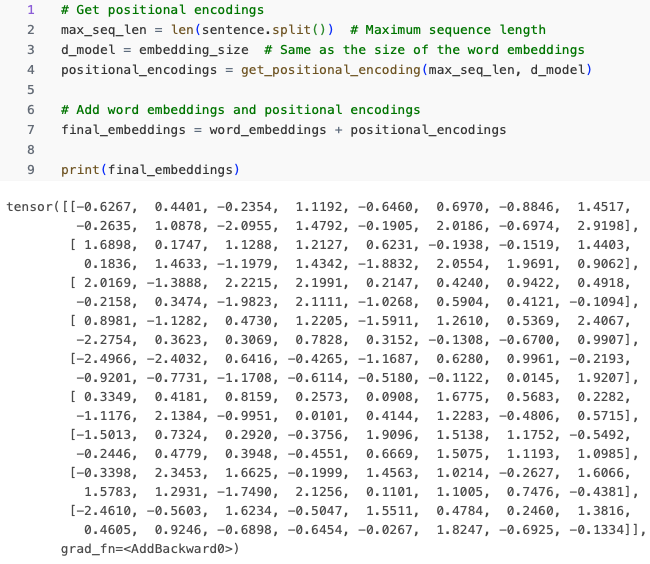 1 # Get positional encodings
2 max_seq_len = len(sentence.split())  # Maximum sequence length
3 d_model = embedding_size  # Same as the size of the word embeddings
4 positional_encodings = get_positional_encoding(max_seq_len, d_model)
5
6 # Add word embeddings and positional encodings
7 final_embeddings = word_embeddings + positional_encodings
8
9 print(final_embeddings)
tensor([[-0.6267,  0.4401, -0.2354,  1.1192, -0.6460,  0.6970, -0.8846,  1.4517,
         -0.2635,  1.0878, -2.0955,  1.4792, -0.1905,  2.0186, -0.6974,  2.9198],
        [ 1.6898,  0.1747,  1.1288,  1.2127,  0.6231, -0.1938, -0.1519,  1.4403,
          0.1836,  1.4633, -1.1979,  1.4342, -1.8832,  2.0554,  1.9691,  0.9062],
        [ 2.0169, -1.3888,  2.2215,  2.1991,  0.2147,  0.4240,  0.9422,  0.4918,
         -0.2158,  0.3474, -1.9823,  2.1111, -1.0268,  0.5904,  0.4121, -0.1094],
        [ 0.8981, -1.1282,  0.4730,  1.2205, -1.5911,  1.2610,  0.5369,  2.4067,
         -2.2754,  0.3623,  0.3069,  0.7828,  0.3152, -0.1308, -0.6700,  0.9907],
        [-2.4966, -2.4032,  0.6416, -0.4265, -1.1687,  0.6280,  0.9961, -0.2193,
         -0.9201, -0.7731, -1.1708, -0.6114, -0.5180, -0.1122,  0.0145,  1.9207],
        [ 0.3349,  0.4181,  0.8159,  0.2573,  0.0908,  1.6775,  0.5683,  0.2282,
         -1.1176,  2.1384, -0.9951,  0.0101,  0.4144,  1.2283, -0.4806,  0.5715],
        [-1.5013,  0.7324,  0.2920, -0.3756,  1.9096,  1.5138,  1.1752, -0.5492,
         -0.2446,  0.4779,  0.3948, -0.4551,  0.6669,  1.5075,  1.1193,  1.0985],
        [-0.3398,  2.3453,  1.6625, -0.1999,  1.4563,  1.0214, -0.2627,  1.6066,
          1.5783,  1.2931, -1.7490,  2.1256,  0.1101,  1.1005,  0.7476, -0.4381],
        [-2.4610, -0.5603,  1.6234, -0.5047,  1.5511,  0.4784,  0.2460,  1.3816,
          0.4605,  0.9246, -0.6898, -0.6454, -0.0267,  1.8247, -0.6925, -0.1334]],
       grad_fn=<AddBackward0>)